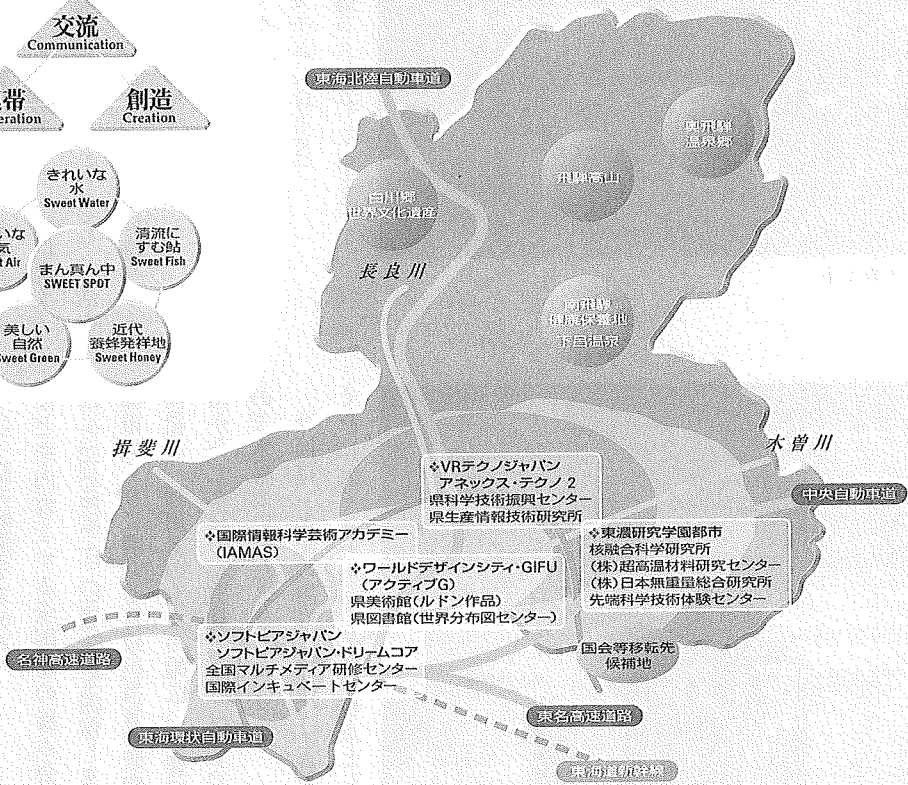 交流
Communication
帯
eration
創造
Creation
きれいな
水
Sweet Water
いな
気
t Air
清流に
すむ鮎
Sweet Fish
まん真ん中
SWEET SPOT
美しい
自然
Sweet Green
近代
養蜂発祥地
Sweet Honey
東海北陸自動車道
奥飛騨
温泉郷
飛騨高山
白川郷
世界文化遺産
長良川
南飛騨
健康保養地
下呂温泉
揖斐川
木曽川
中央自動車道
❖VRテクノジャパン
アネックス・テクノ2
県科学技術振興センター
県生産情報技術研究所
❖国際情報科学芸術アカデミー
(IAMAS)
❖東濃研究学園都市
核融合科学研究所
(株)超高温材料研究センター
(株)日本無重量総合研究所
先端科学技術体験センター
❖ワールドデザインシティ・GIFU
(アクティブG)
県美術館(ルドン作品)
県図書館(世界分布図センター)
❖ソフトピアジャパン
ソフトピアジャパン・ドリームコア
全国マルチメディア研修センター
国際インキュベートセンター
国会等移転先
候補地
名神高速道路
東名高速道路
東海環状自動車道
東海道新幹線